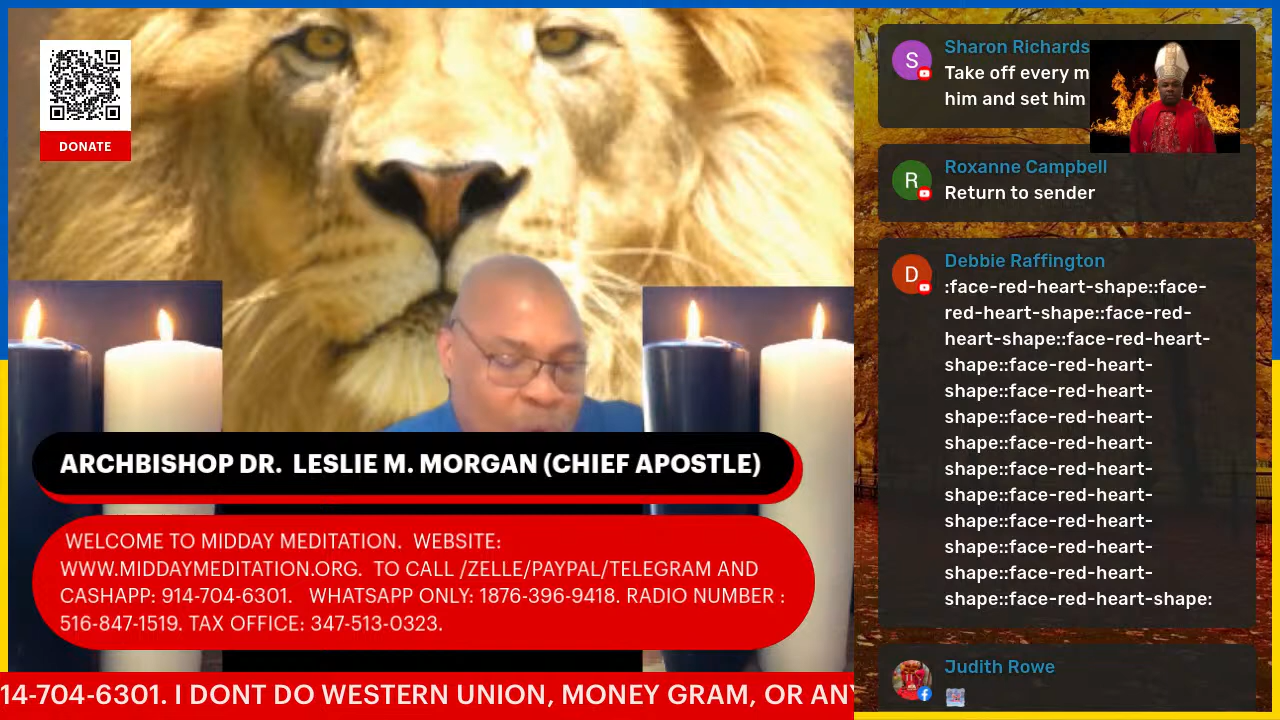 DONATE
ARCHBISHOP DR. LESLIE M. MORGAN (CHIEF APOSTLE)
WELCOME TO MIDDAY MEDITATION. WEBSITE:
WWW.MIDDAYMEDITATION.ORG. TO CALL /ZELLE/PAYPAL/TELEGRAM AND
CASHAPP: 914-704-6301. WHATSAPP ONLY: 1876-396-9418. RADIO NUMBER :
516-847-1519. TAX OFFICE: 347-513-0323.
14-704-6301. I DONT DO WESTERN UNION, MONEY GRAM, OR
S
Sharon Richards
Take off every
him and set him
R
Roxanne Campbell
Return to sender
D
Debbie Raffington
:face-red-heart-shape::face-
red-heart-shape::face-red-
heart-shape::face-red-heart-
shape::face-red-heart-
shape::face-red-heart-
shape::face-red-heart-
shape::face-red-heart-
shape::face-red-heart-
shape::face-red-heart-
shape::face-red-heart-
shape::face-red-heart-
shape::face-red-heart-
shape::face-red-heart-shape:
Judith Rowe